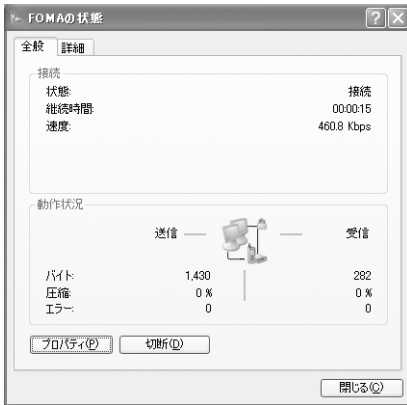 FOMAの状態
全般 詳細
接続
状態: 接続
継続時間: 00:00:15
速度: 460.8 Kbps
動作状況
送信 受信
バイト: 1,430 282
圧縮: 0 % 0 %
エラー: 0 0
プロパティ(P) 切断(D)
閉じる(C)